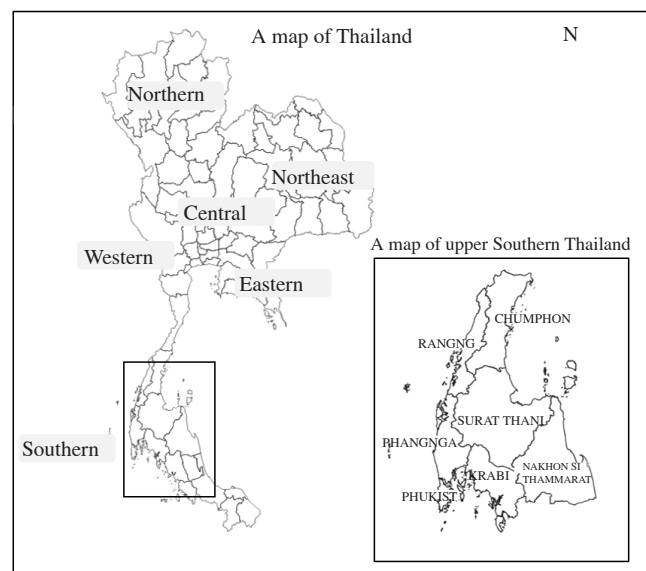 A map of Thailand
N
Northern
Northeast
Central
Western
Eastern
Southern
A map of upper Southern Thailand
CHUMPHON
RANGNG
SURAT THANI
PHANGNGA
KRABI
NAKHON SI
THAMMARAT
PHUKIST